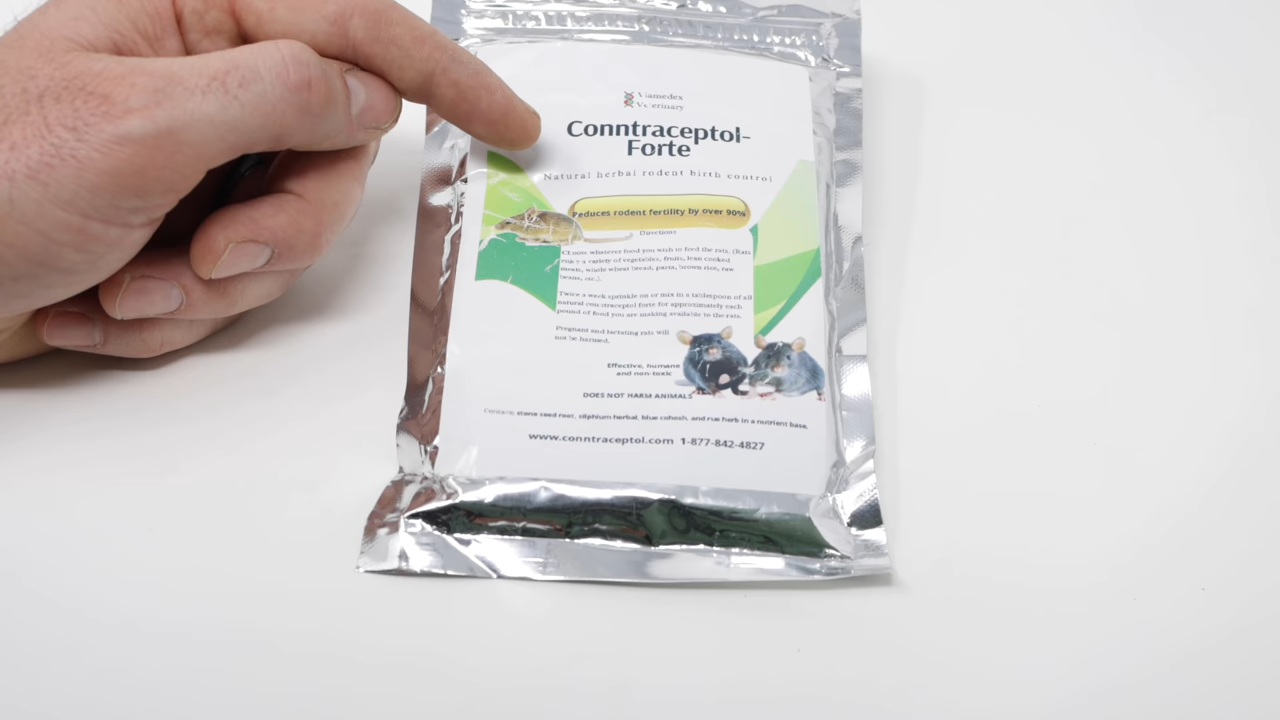 Viamedex
Veterinary
Conntraceptol-
Forte
Natural herbal rodent birth control
Reduces rodent fertility by over 90%
Directions
whatever food you wish to feed the rats. (Rats
enjoy a variety of vegetables, fruits, lean cooked
meats, whole wheat bread, pasta, brown rice, raw
beans, etc.).
Twice a week sprinkle on or mix in a tablespoon of all
natural conntraceptol forte for approximately each
pound of food you are making available to the rats.
Pregnant and lactating rats will
not be harmed.
Effective, humane
and non-toxic
DOES NOT HARM ANIMALS
Contains stone seed root, silphium herbal, blue cohosh, and rue herb in a nutrient base.
www.conntraceptol.com 1-877-842-4827